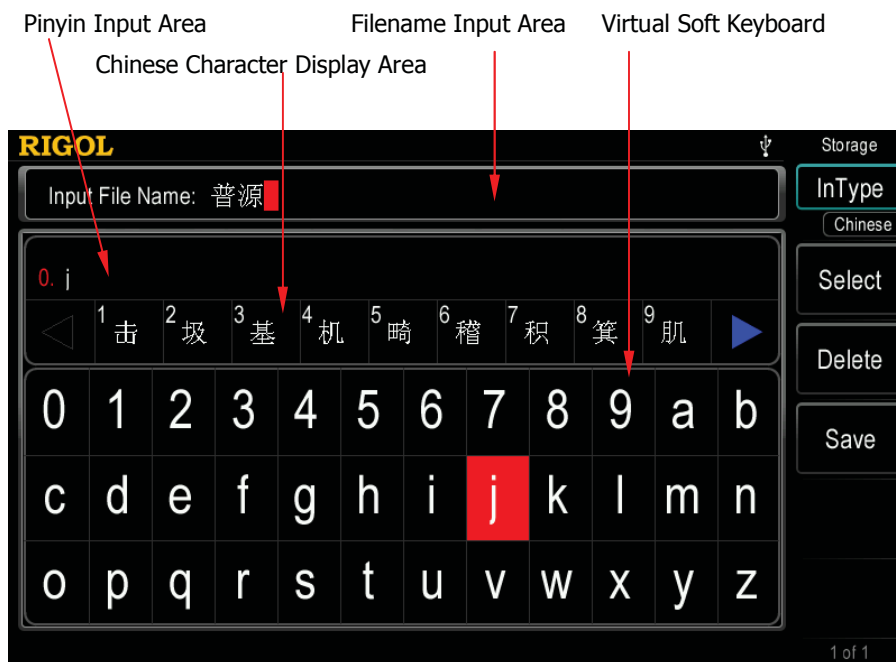 Pinyin Input Area Filename Input Area Virtual Soft Keyboard
Chinese Character Display Area
RIGOL Storage
Input File Name: 普源 InType
Chinese
0. j Select
1 击 2 圾 3 基 4 机 5 畸 6 稽 7 积 8 箕 9 肌
Delete
0 1 2 3 4 5 6 7 8 9 a b
Save
c d e f g h i j k l m n
o p q r s t u v w x y z
1 of 1